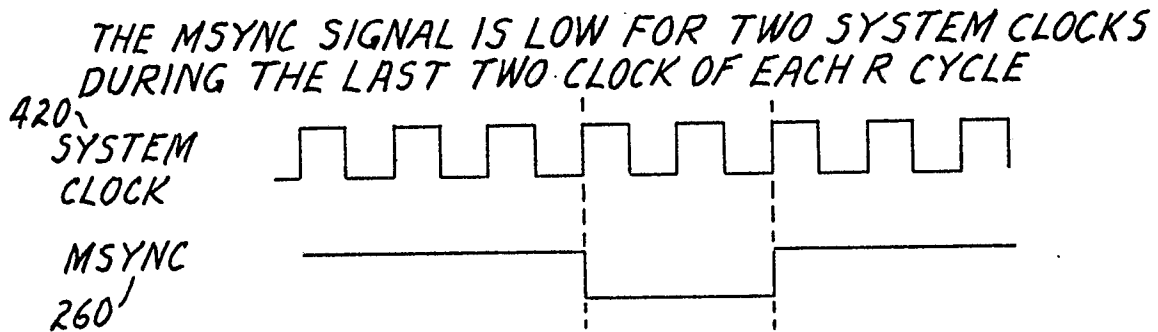 THE MSYNC SIGNAL IS LOW FOR TWO SYSTEM CLOCKS
DURING THE LAST TWO CLOCK OF EACH R CYCLE
420
SYSTEM
CLOCK
MSYNC
260